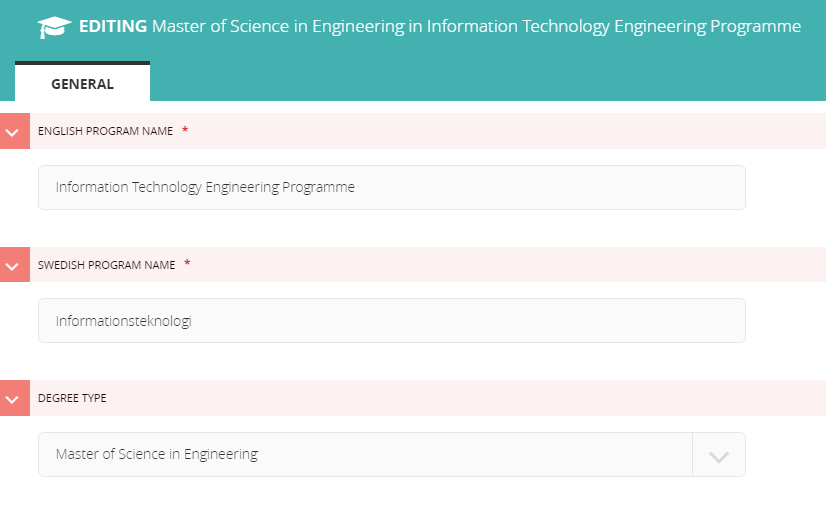 EDITING Master of Science in Engineering in Information Technology Engineering Programme
GENERAL
ENGLISH PROGRAM NAME *
Information Technology Engineering Programme
SWEDISH PROGRAM NAME *
Informationsteknologi
DEGREE TYPE
Master of Science in Engineering